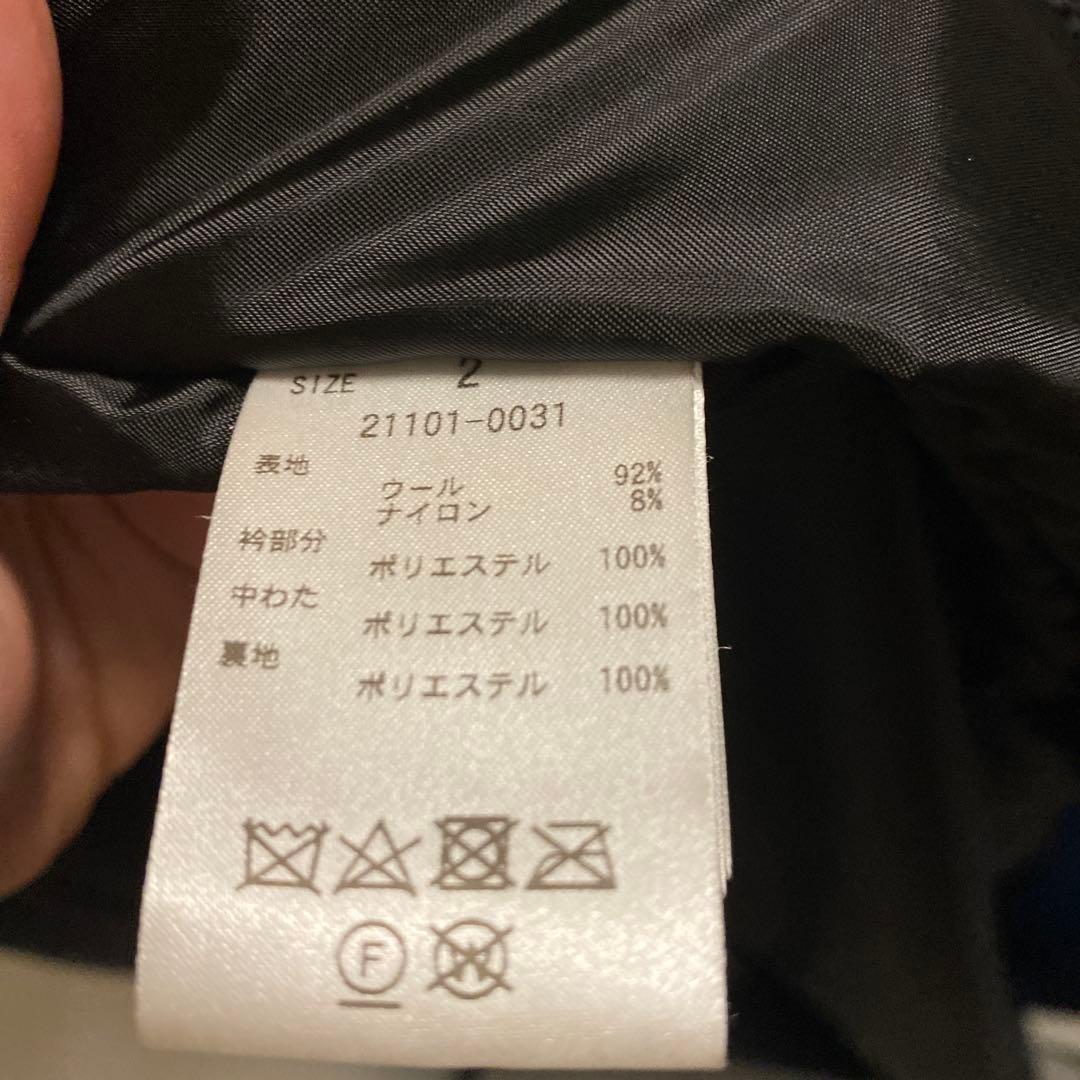 SIZE 2
21101-0031
表地
ウール 92%
ナイロン 8%
衿部分
ポリエステル 100%
中わた
ポリエステル 100%
裏地
ポリエステル 100%
F W